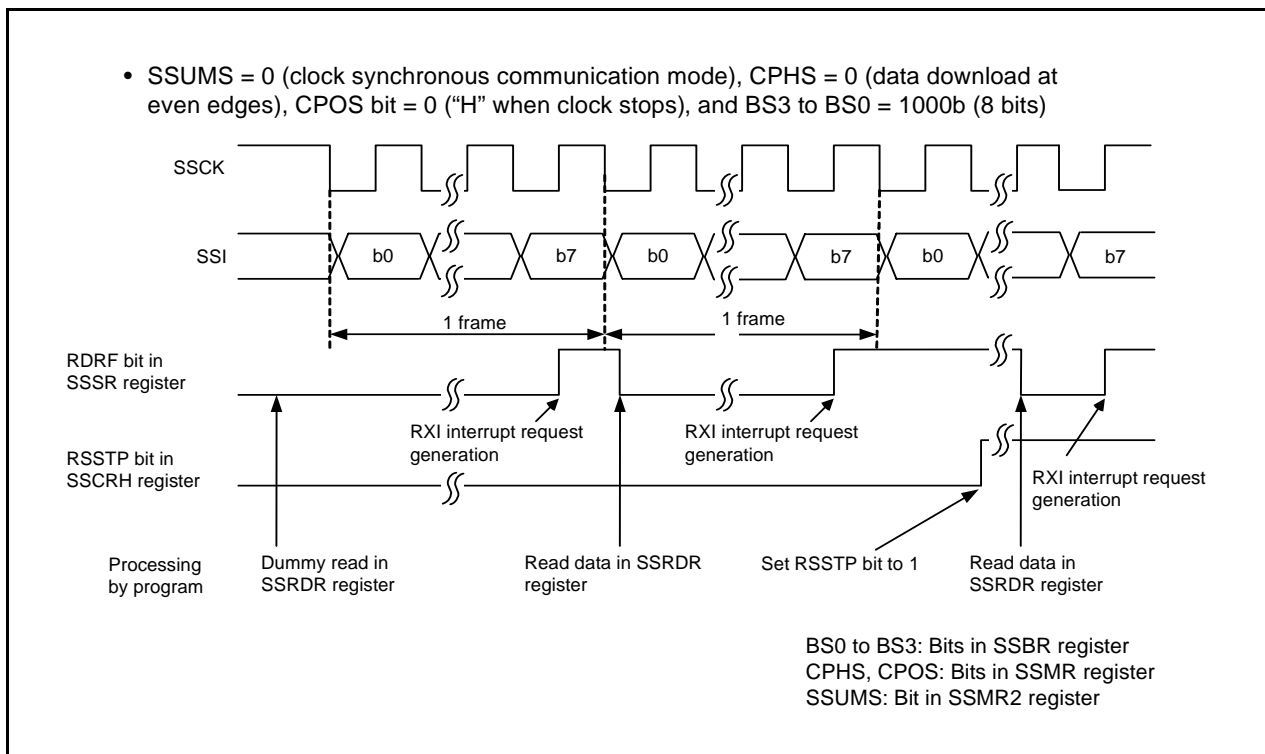 • SSUMS = 0 (clock synchronous communication mode), CPHS = 0 (data download at
even edges), CPOS bit = 0 (“H” when clock stops), and BS3 to BS0 = 1000b (8 bits)
SSCK
SSI
b0
b7
b0
b7
b0
b7
1 frame
1 frame
RDRF bit in
SSSR register
RXI interrupt request
generation
RXI interrupt request
generation
RSSTP bit in
SSCRH register
RXI interrupt request
generation
Processing
by program
Dummy read in
SSRDR register
Read data in SSRDR
register
Set RSSTP bit to 1
Read data in
SSRDR register
BS0 to BS3: Bits in SSBR register
CPHS, CPOS: Bits in SSMR register
SSUMS: Bit in SSMR2 register